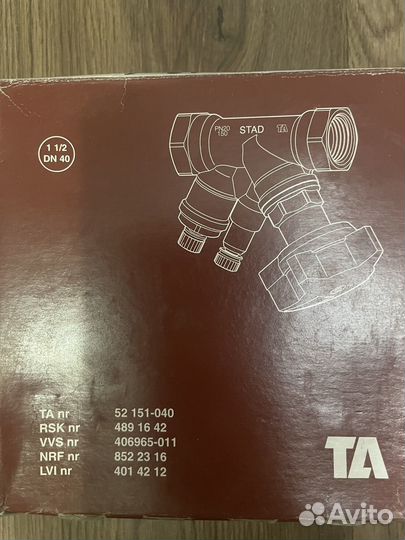 1 1/2
DN 40
PN20
150
STAD TA
TA nr 52 151-040
RSK nr 489 16 42
VVS nr 406965-011
NRF nr 852 23 16
LVI nr 401 42 12
TA
Avito